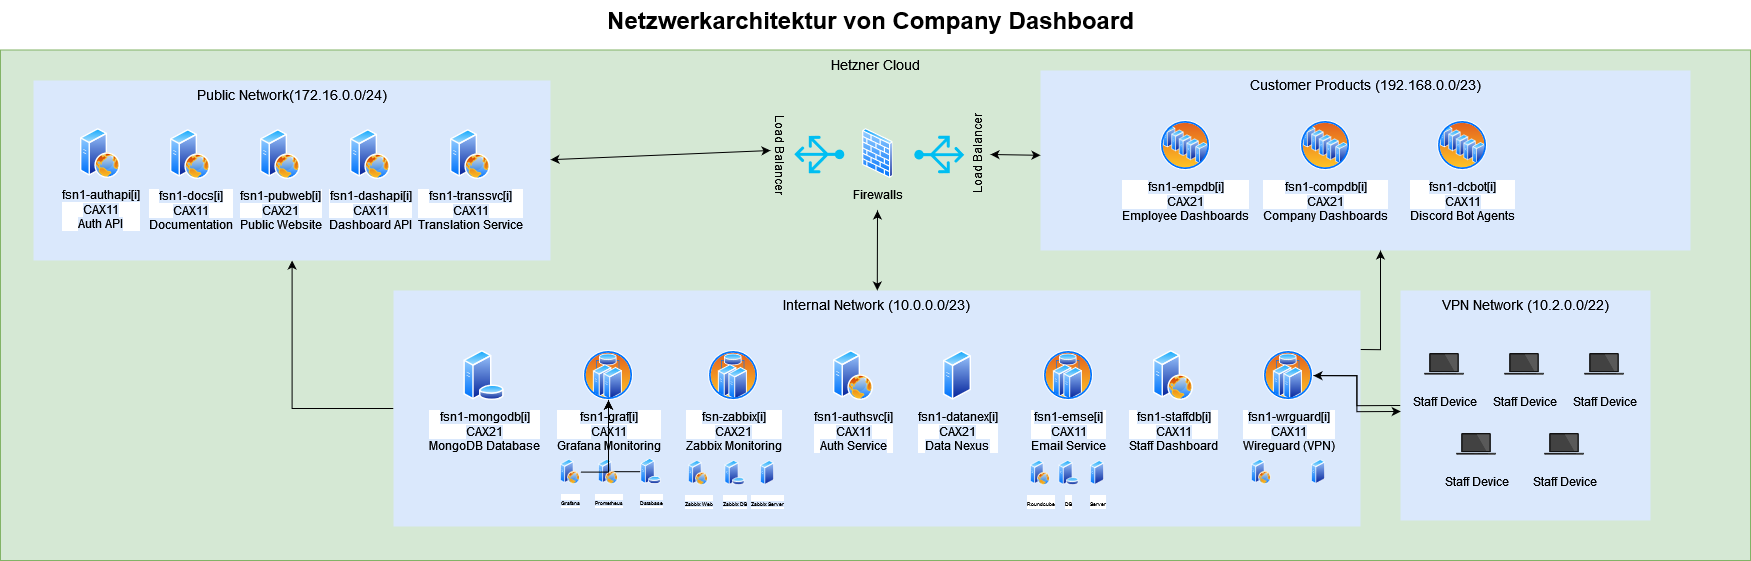 Netzwerkarchitektur von Company Dashboard
Hetzner Cloud
Public Network(172.16.0.0/24)
fsn1-authapi[i]
CAX11
Auth API
fsn1-docs[i]
CAX11
Documentation
fsn1-pubweb[i]
CAX21
Public Website
fsn1-dashapi[i]
CAX11
Dashboard API
fsn1-transsvc[i]
CAX11
Translation Service
Load Balancer
Firewalls
Load Balancer
Customer Products (192.168.0.0/23)
fsn1-empdb[i]
CAX21
Employee Dashboards
fsn1-compdb[i]
CAX21
Company Dashboards
fsn1-dcbot[i]
CAX11
Discord Bot Agents
Internal Network (10.0.0.0/23)
fsn1-mongodb[i]
CAX21
MongoDB Database
fsn1-graf[i]
CAX11
Grafana Monitoring
Grafana
Prometheus
Database
fsn-zabbix[i]
CAX21
Zabbix Monitoring
Zabbix Web
Zabbix DB
Zabbix Server
fsn1-authsvc[i]
CAX11
Auth Service
fsn1-datanex[i]
CAX21
Data Nexus
fsn1-emse[i]
CAX11
Email Service
Roundcube
DB
Server
fsn1-staffdb[i]
CAX11
Staff Dashboard
fsn1-wrguard[i]
CAX11
Wireguard (VPN)
VPN Network (10.2.0.0/22)
Staff Device
Staff Device
Staff Device
Staff Device
Staff Device